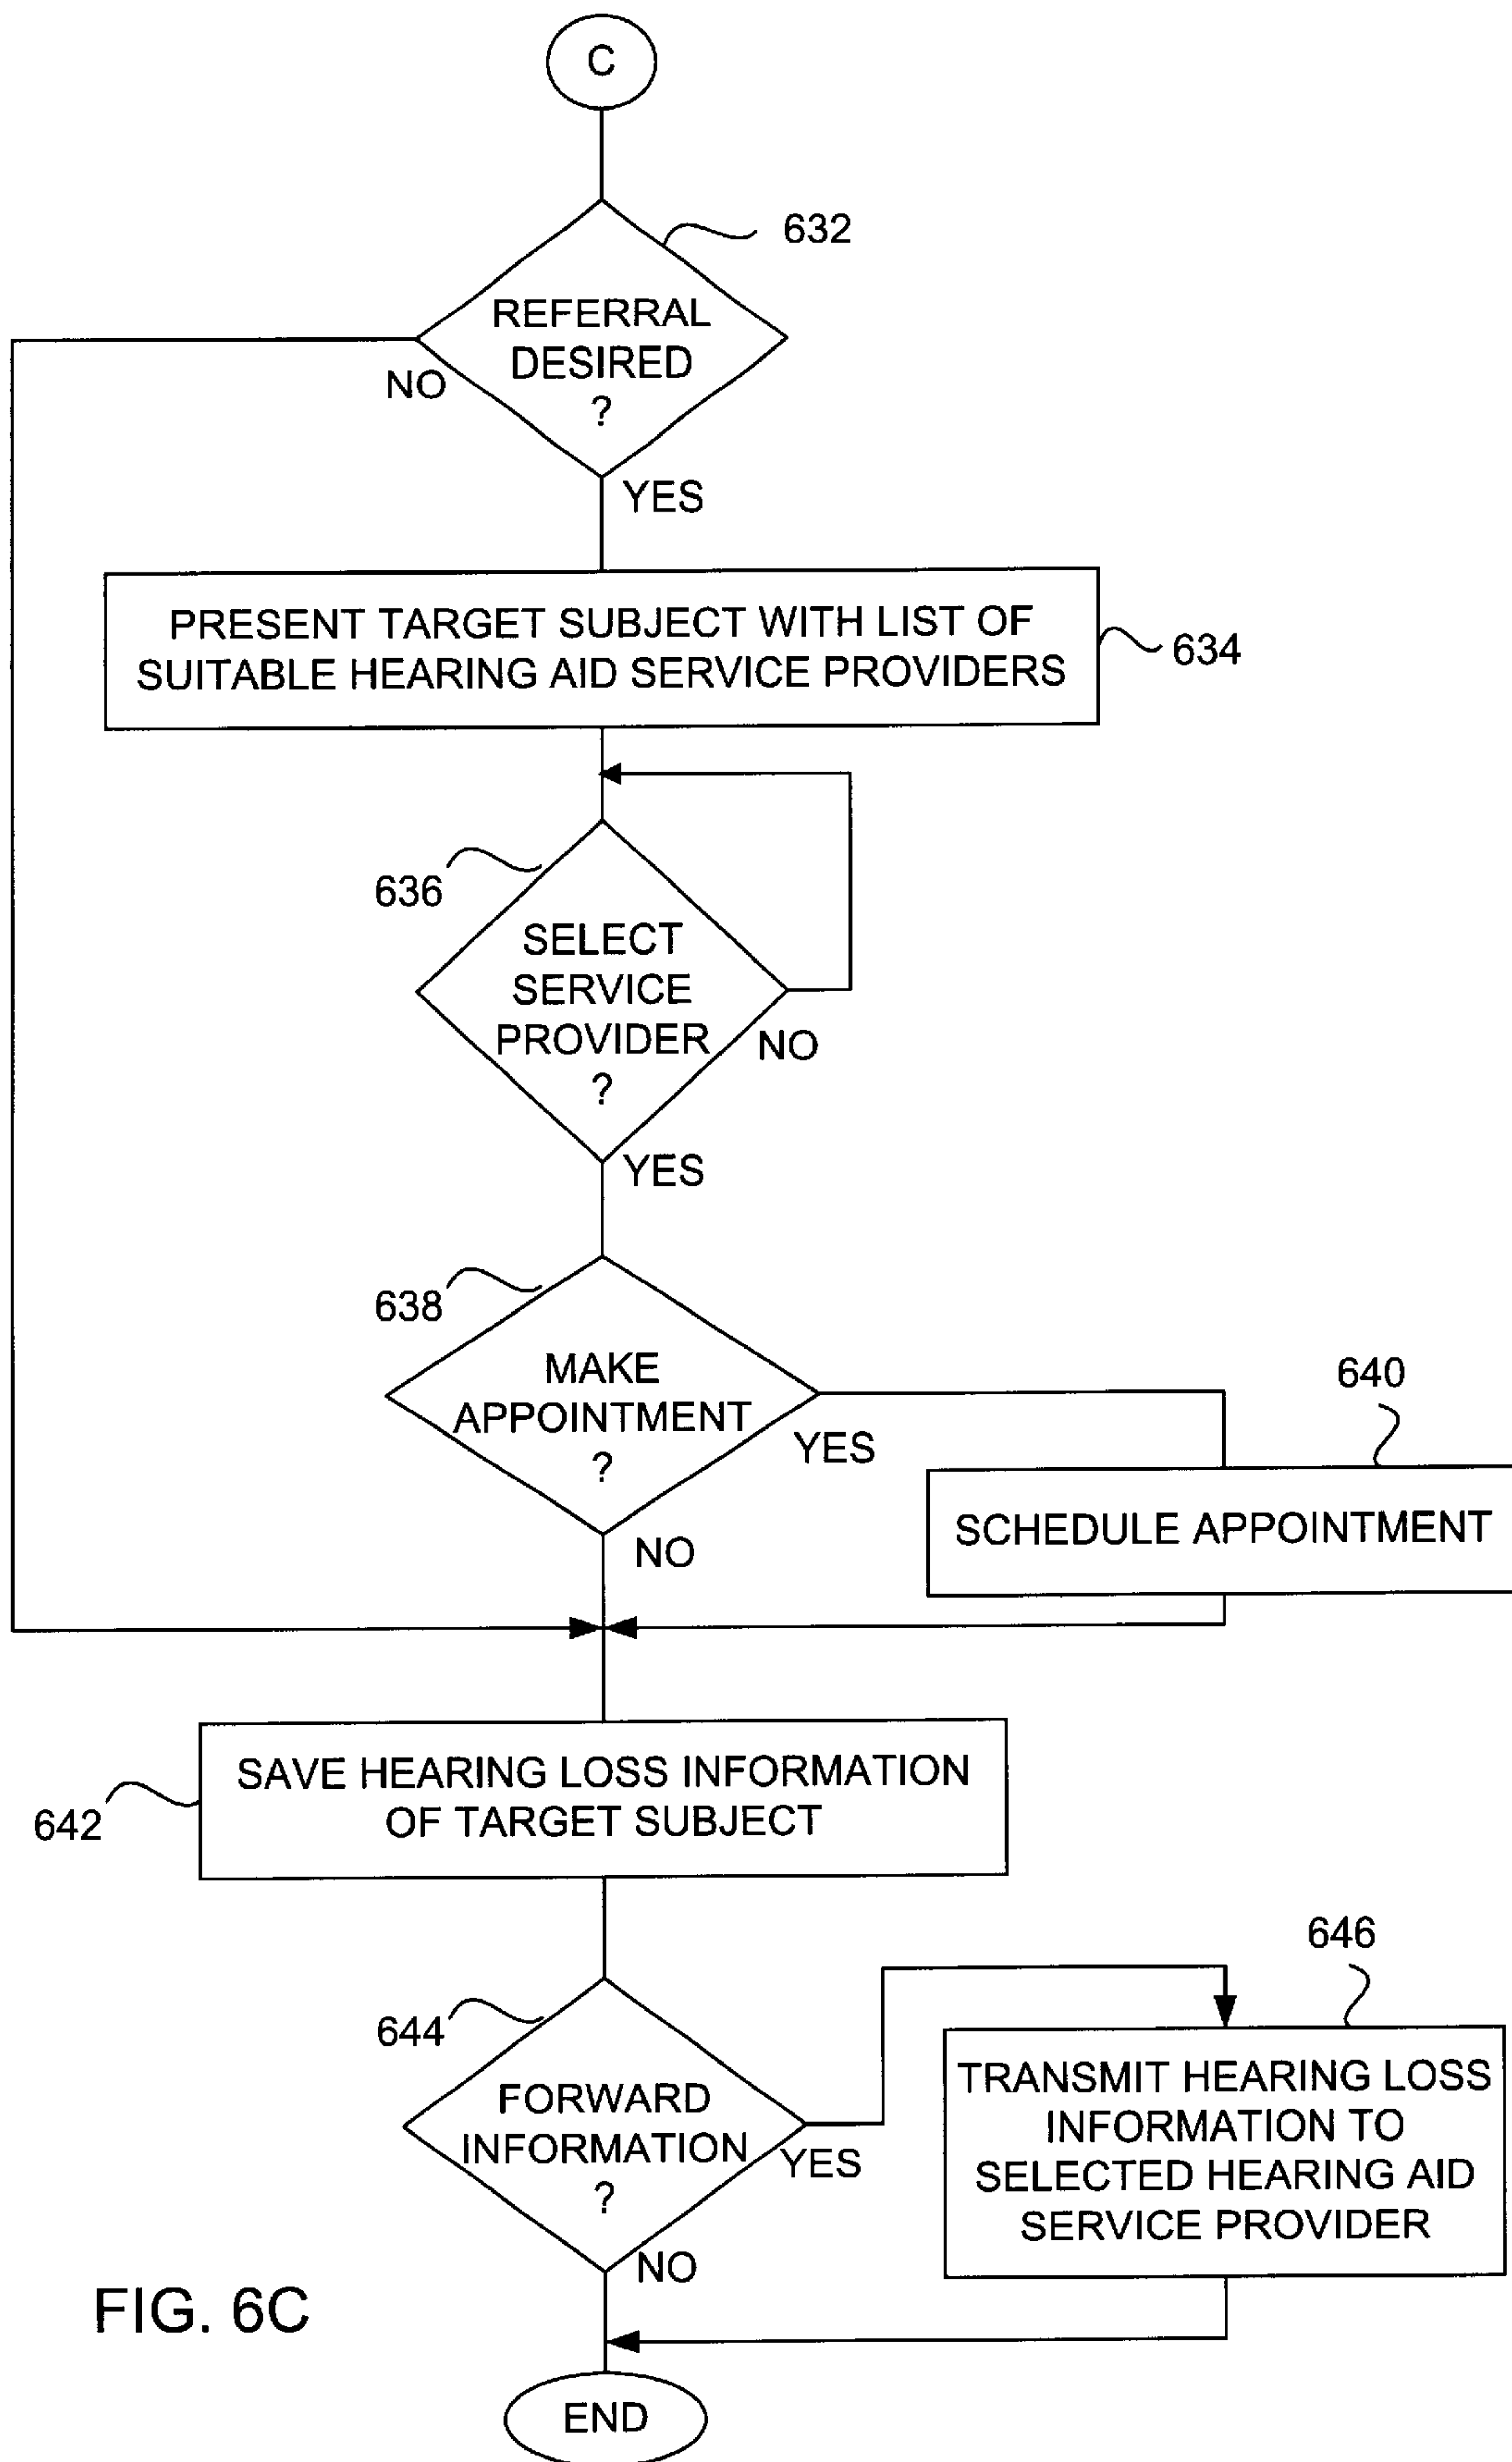 C
632
REFERRAL
DESIRED
?
NO
YES
PRESENT TARGET SUBJECT WITH LIST OF
SUITABLE HEARING AID SERVICE PROVIDERS
634
636
SELECT
SERVICE
PROVIDER
?
NO
YES
638
MAKE
APPOINTMENT
?
YES
NO
640
SCHEDULE APPOINTMENT
SAVE HEARING LOSS INFORMATION
OF TARGET SUBJECT
642
644
FORWARD
INFORMATION
?
YES
NO
646
TRANSMIT HEARING LOSS
INFORMATION TO
SELECTED HEARING AID
SERVICE PROVIDER
FIG. 6C
END